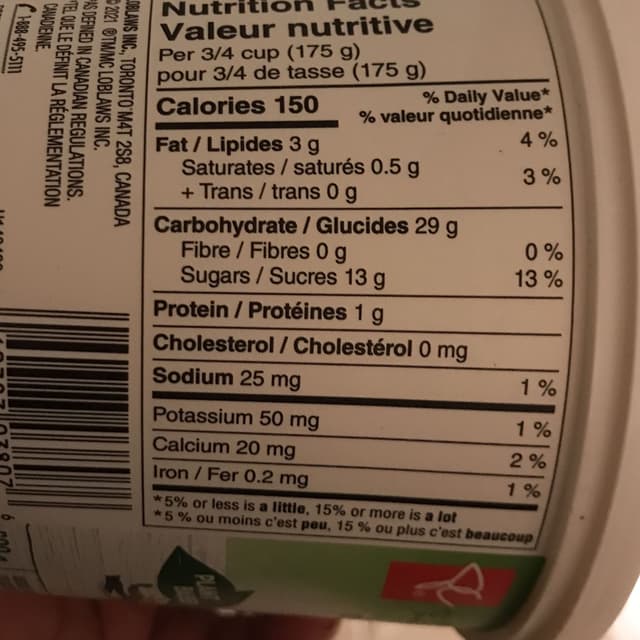 Nutrition Facts
Valeur nutritive
Per 3/4 cup (175 g)
pour 3/4 de tasse (175 g)
Calories 150
% Daily Value*
% valeur quotidienne*
Fat / Lipides 3 g 4 %
Saturates / saturés 0.5 g
+ Trans / trans 0 g 3 %
Carbohydrate / Glucides 29 g
Fibre / Fibres 0 g 0 %
Sugars / Sucres 13 g 13 %
Protein / Protéines 1 g
Cholesterol / Cholestérol 0 mg
Sodium 25 mg 1 %
Potassium 50 mg 1 %
Calcium 20 mg 2 %
Iron / Fer 0.2 mg 1 %
*5% or less is a little, 15% or more is a lot
*5 % ou moins c'est peu, 15 % ou plus c'est beaucoup
INC., TORONTO M4T 2S8, CANADA
2021 ®TM/MC LOBLAWS INC.
DEFINED IN CANADIAN REGULATIONS.
TEL QUE LE DÉFINIT LA RÉGLEMENTATION
CANADIENNE.
1-888-495-5111